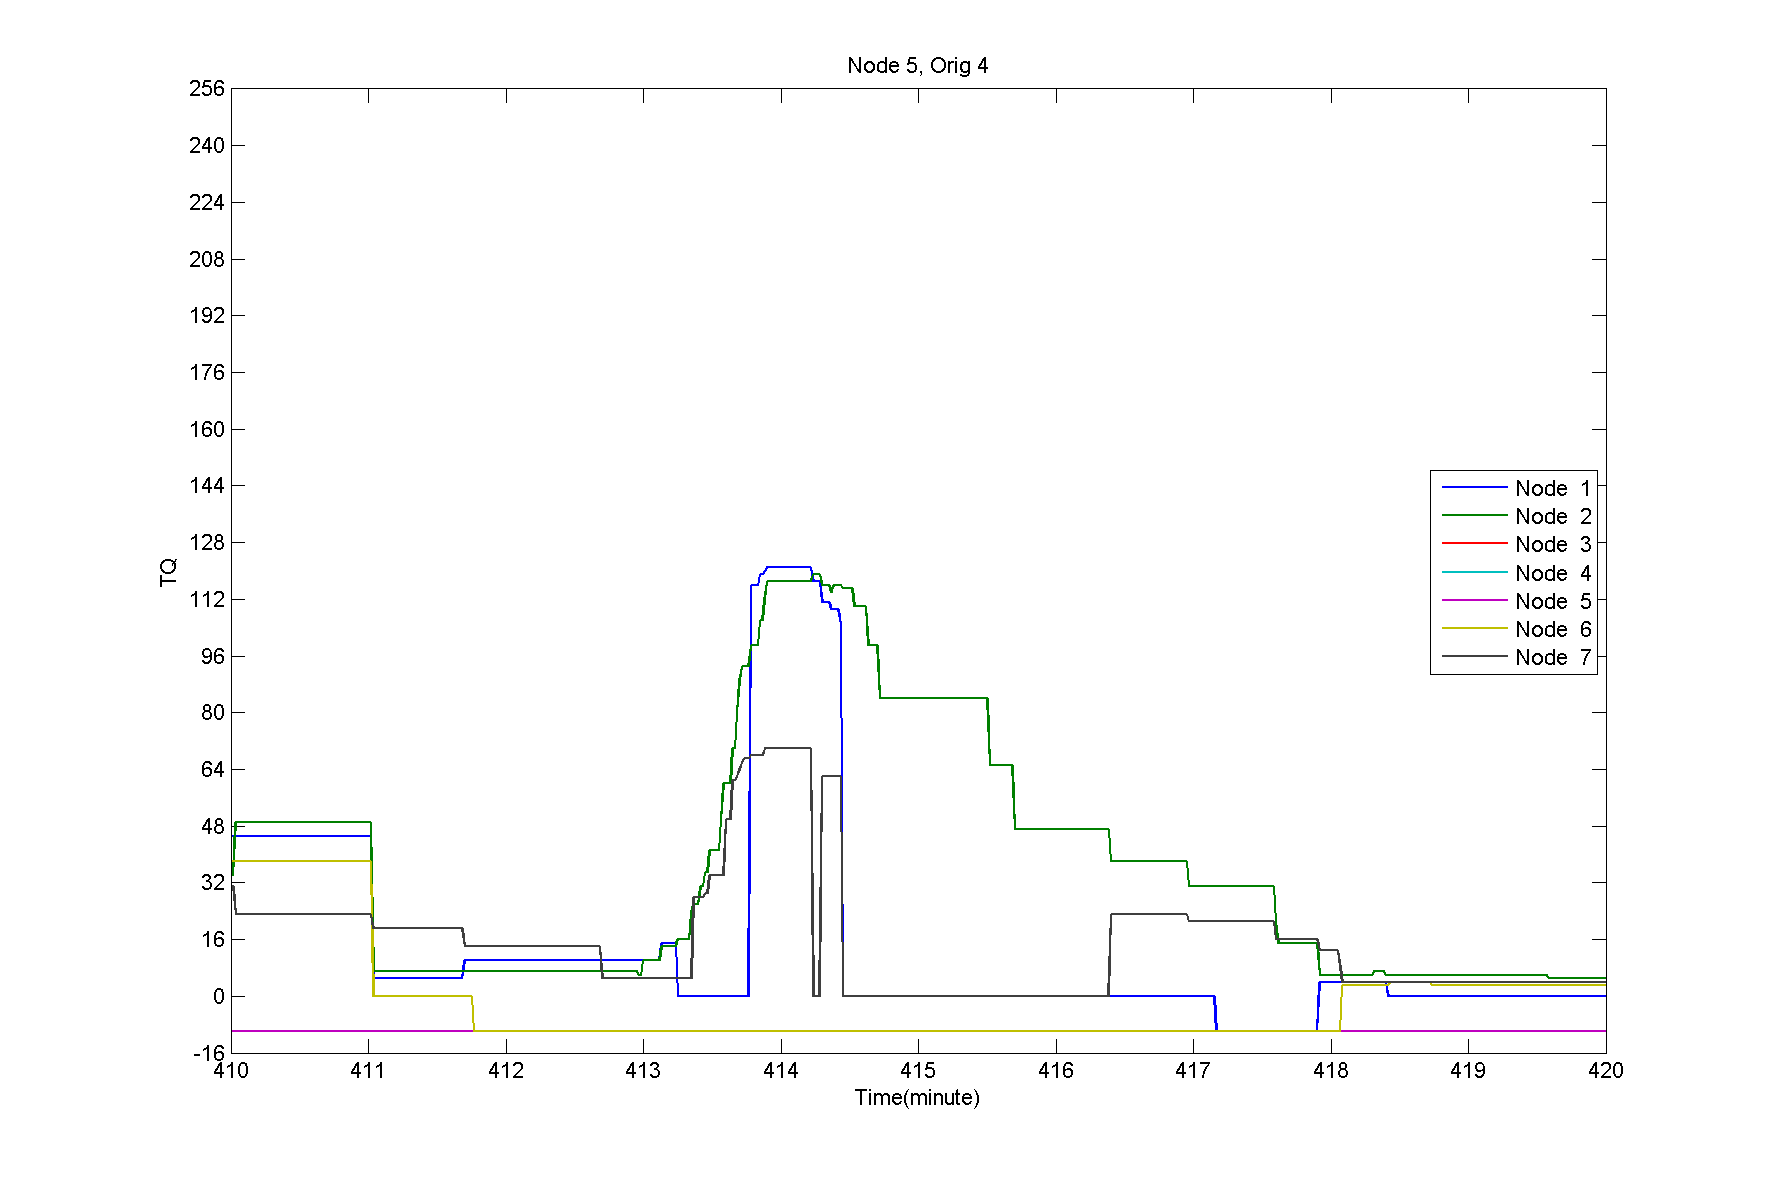 Node 5, Orig 4
256
240
224
208
192
176
160
144
128
112
96
80
64
48
32
16
0
-16
TQ
Node 1
Node 2
Node 3
Node 4
Node 5
Node 6
Node 7
410 411 412 413 414 415 416 417 418 419 420
Time(minute)